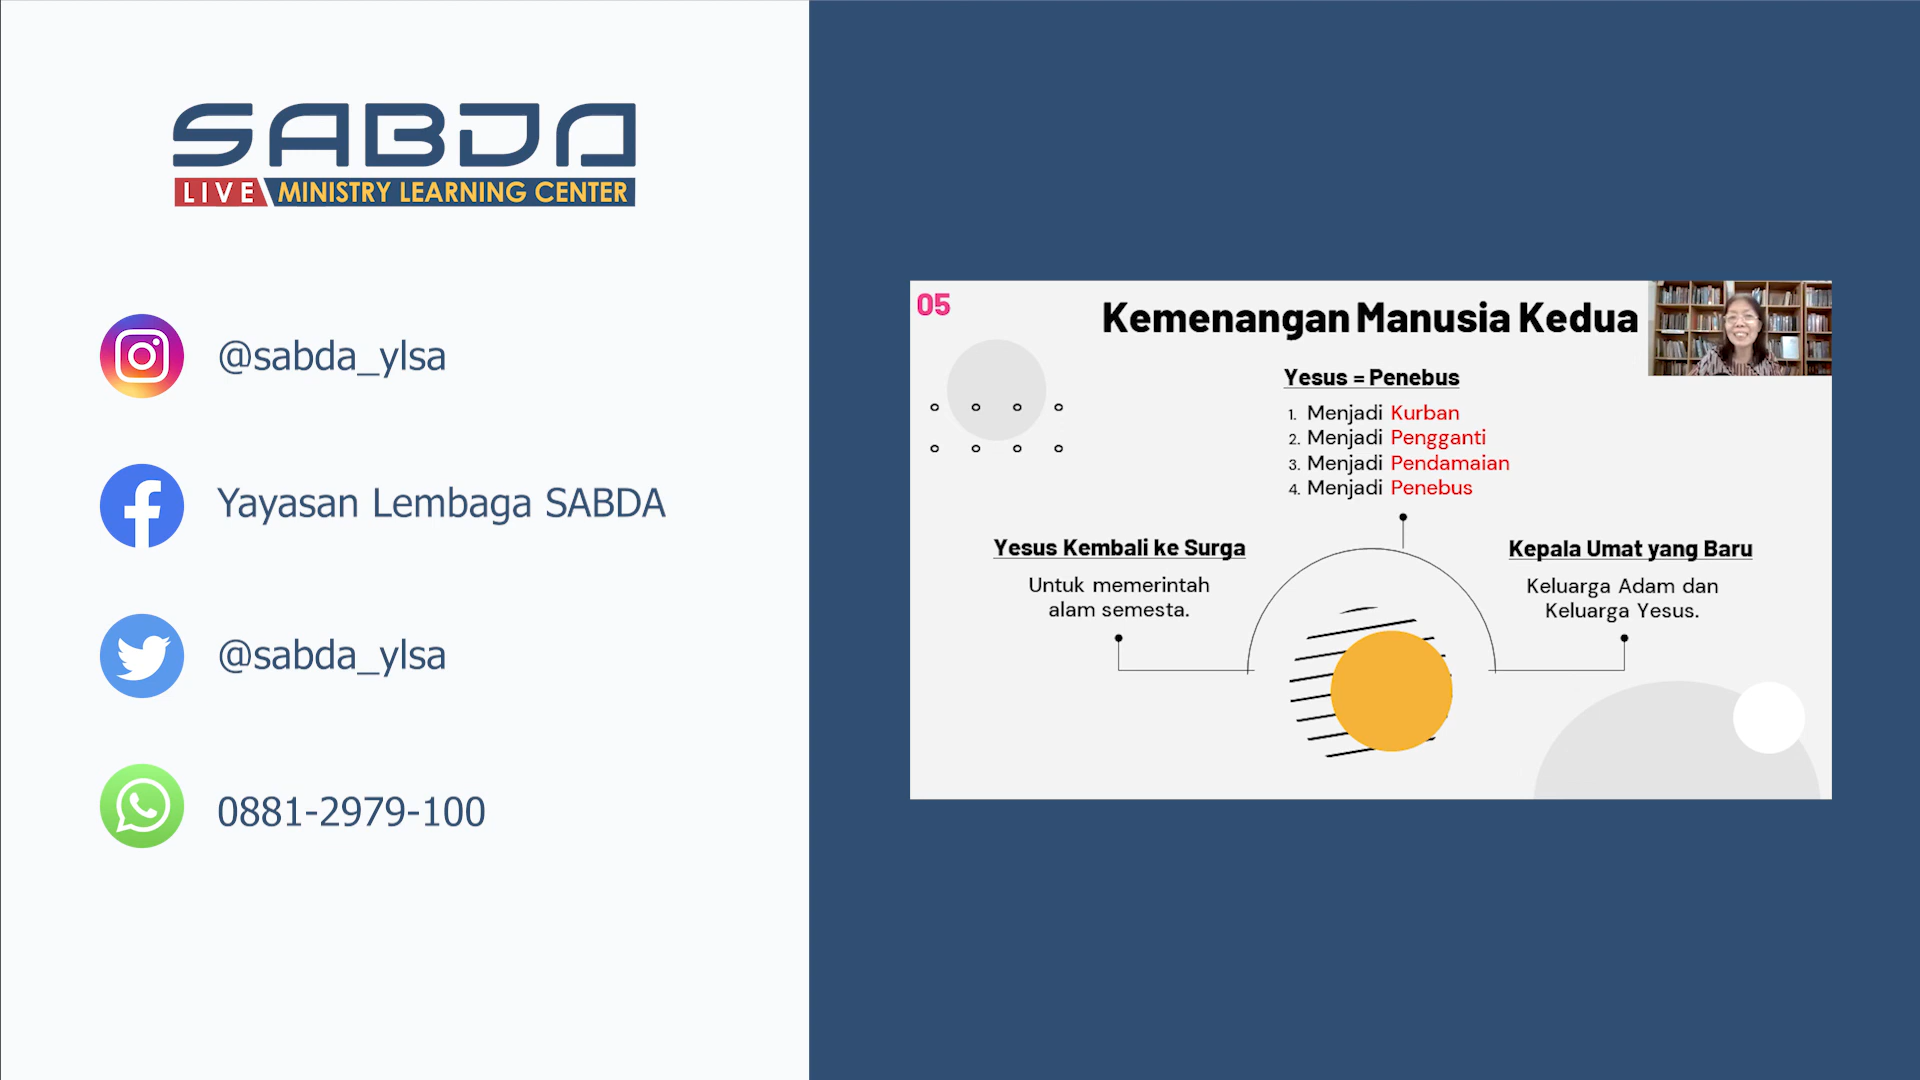 SABDA
LIVE MINISTRY LEARNING CENTER
@sabda_ylsa
Yayasan Lembaga SABDA
@sabda_ylsa
0881-2979-100
05
Kemenangan Manusia Kedua
Yesus = Penebus
1. Menjadi Kurban
2. Menjadi Pengganti
3. Menjadi Pendamaian
4. Menjadi Penebus
Yesus Kembali ke Surga
Untuk memerintah
alam semesta.
Kepala Umat yang Baru
Keluarga Adam dan
Keluarga Yesus.